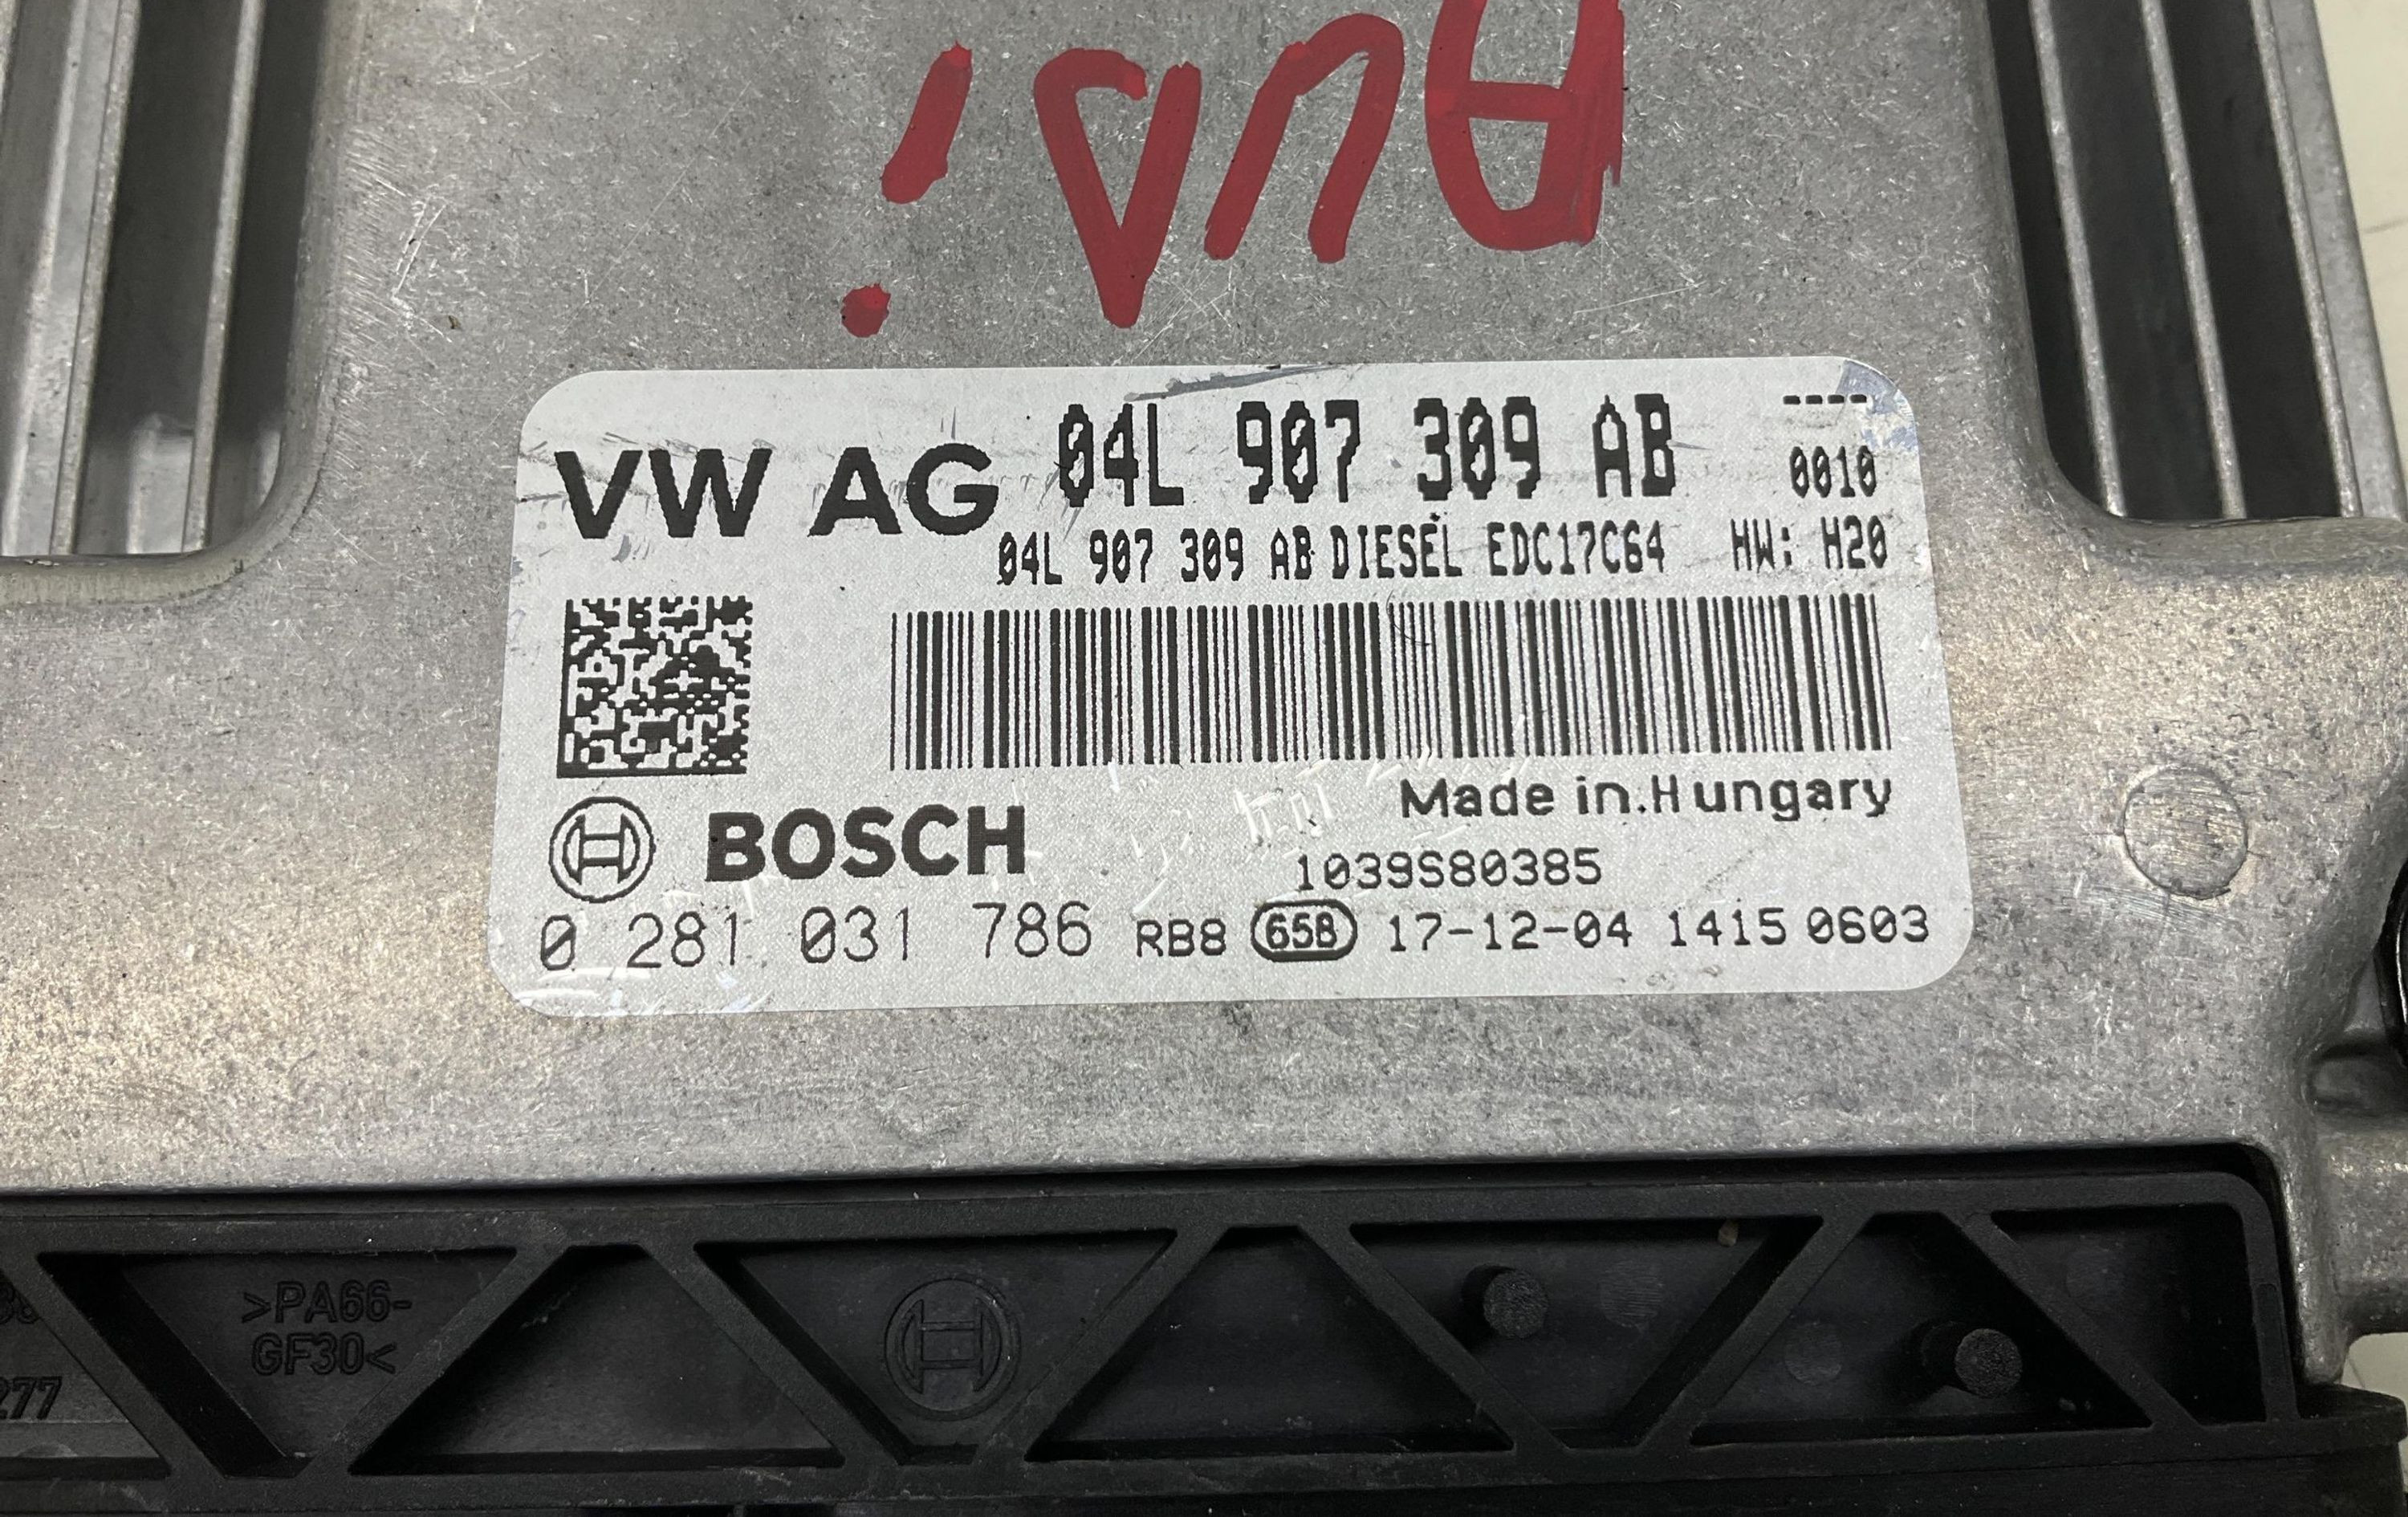 AUDi
VW AG 04L 907 309 AB ----
0010
04L 907 309 AB DIESEL EDC17C64 HW: H20
Made in.Hungary
BOSCH
1039S80385
0 281 031 786 RB8 658 17-12-04 1415 0603
>PA66-
GF30<
277